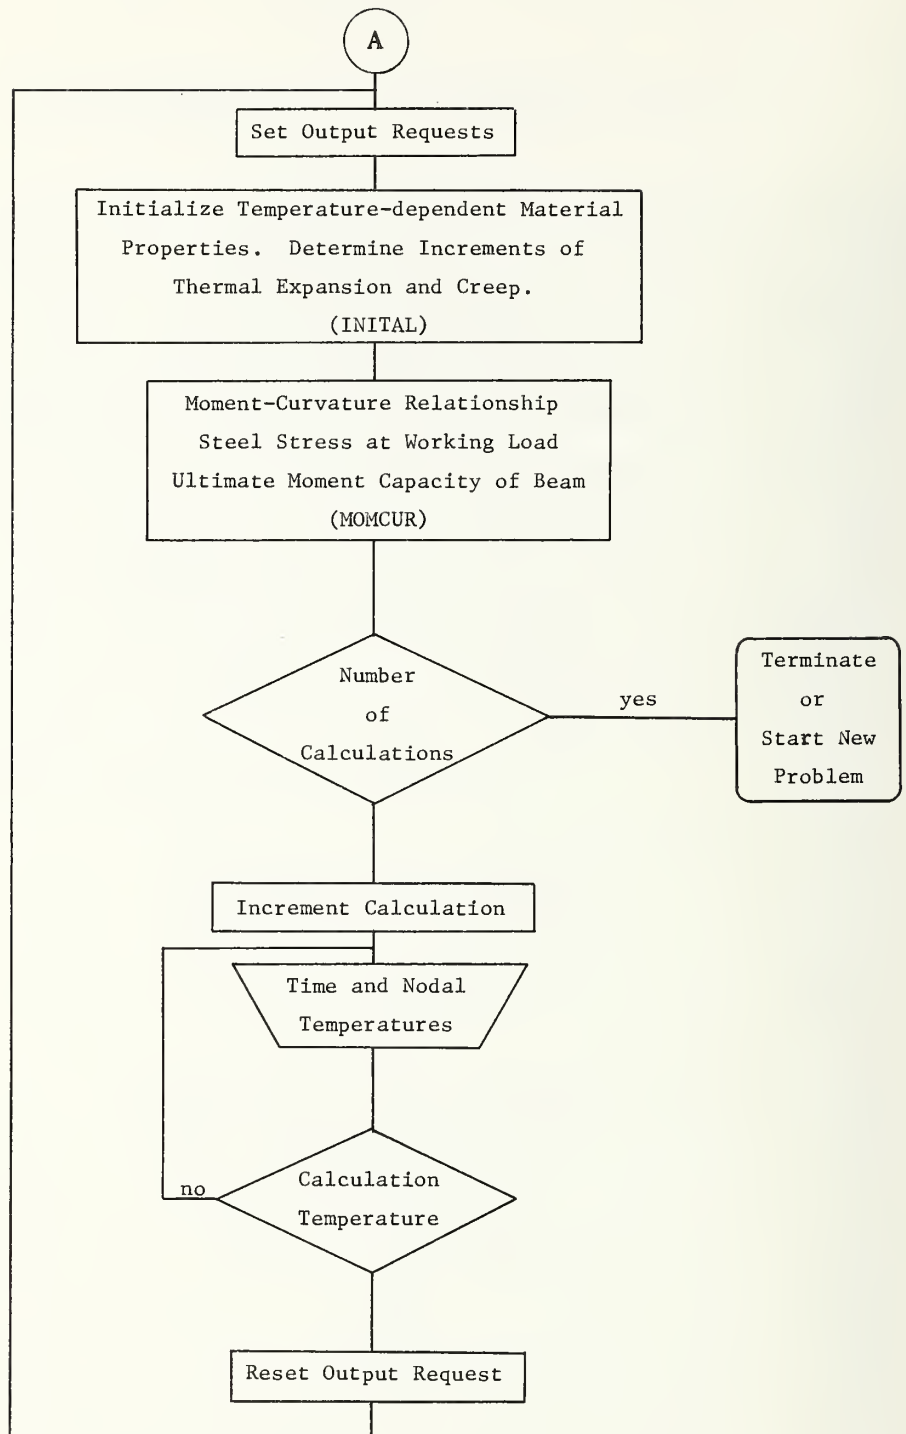 A
Set Output Requests
Initialize Temperature-dependent Material
Properties. Determine Increments of
Thermal Expansion and Creep.
(INITAL)
Moment-Curvature Relationship
Steel Stress at Working Load
Ultimate Moment Capacity of Beam
(MOMCUR)
Number
of
Calculations
yes
Terminate
or
Start New
Problem
Increment Calculation
Time and Nodal
Temperatures
no
Calculation
Temperature
Reset Output Request